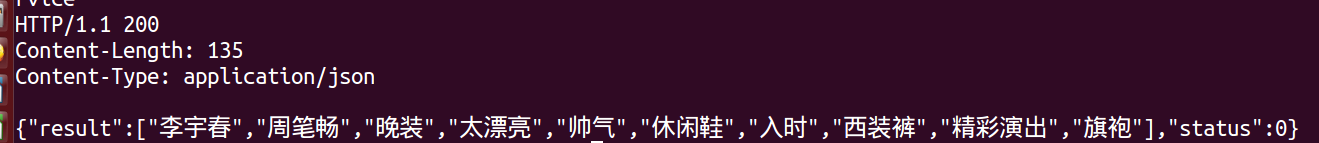 HTTP/1.1 200
Content-Length: 135
Content-Type: application/json
{"result":["李宇春","周笔畅","晚装","太漂亮","帅气","休闲鞋","入时","西装裤","精彩演出","旗袍"],"status":0}